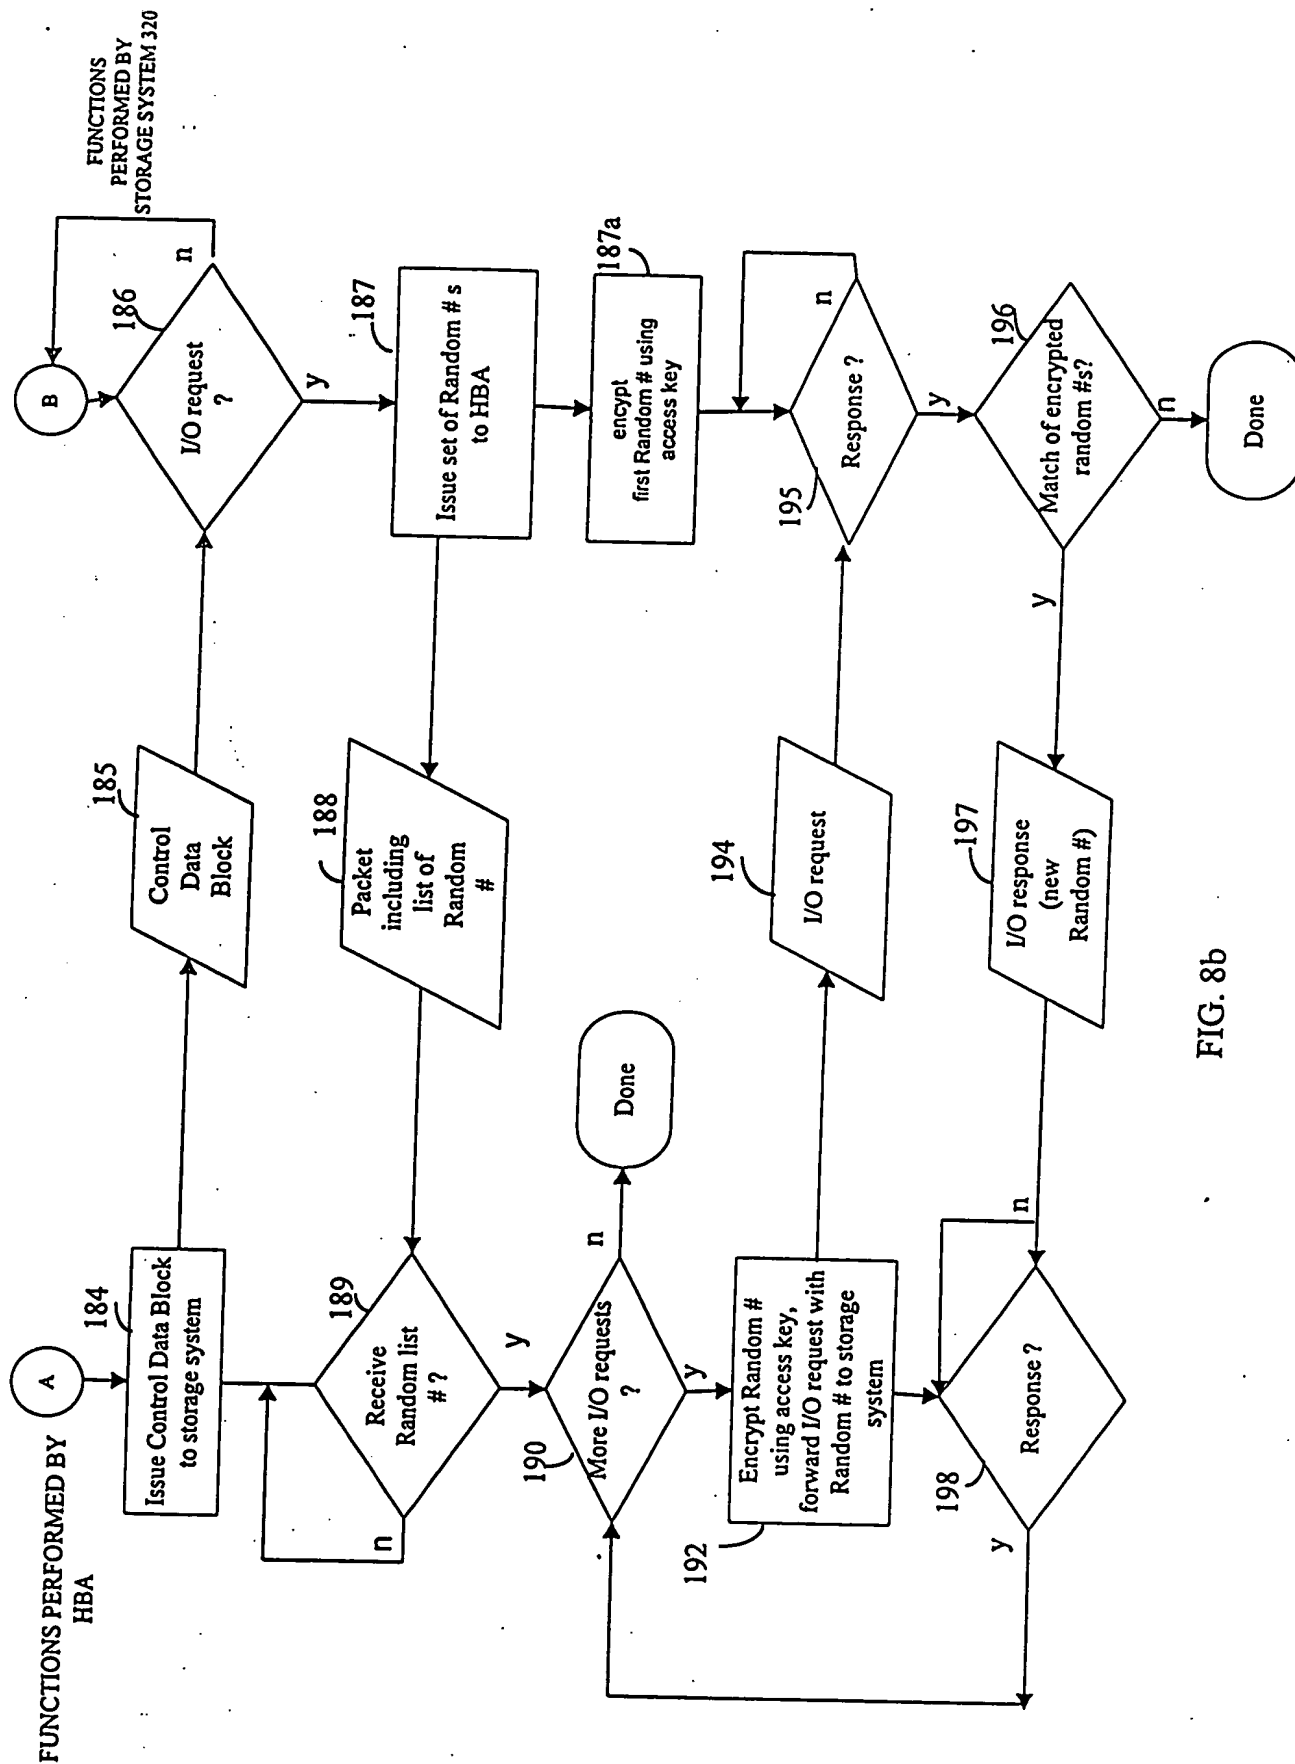 FUNCTIONS PERFORMED BY
HBA
A
184
Issue Control Data Block
to storage system
185
Control
Data
Block
FUNCTIONS
PERFORMED BY
STORAGE SYSTEM 320
B
186
I/O request
?
n
y
187
Issue set of Random # s
to HBA
188
Packet
including
list of
Random
#
189
Receive
Random list
# ?
n
y
187a
encrypt
first Random # using
access key
190
More I/O requests
?
n
Done
y
192
Encrypt Random #
using access key,
forward I/O request with
Random # to storage
system
194
I/O request
195
Response ?
n
y
196
Match of encrypted
random #s?
n
Done
y
197
I/O response
(new
Random #)
198
Response ?
n
y
FIG. 8b